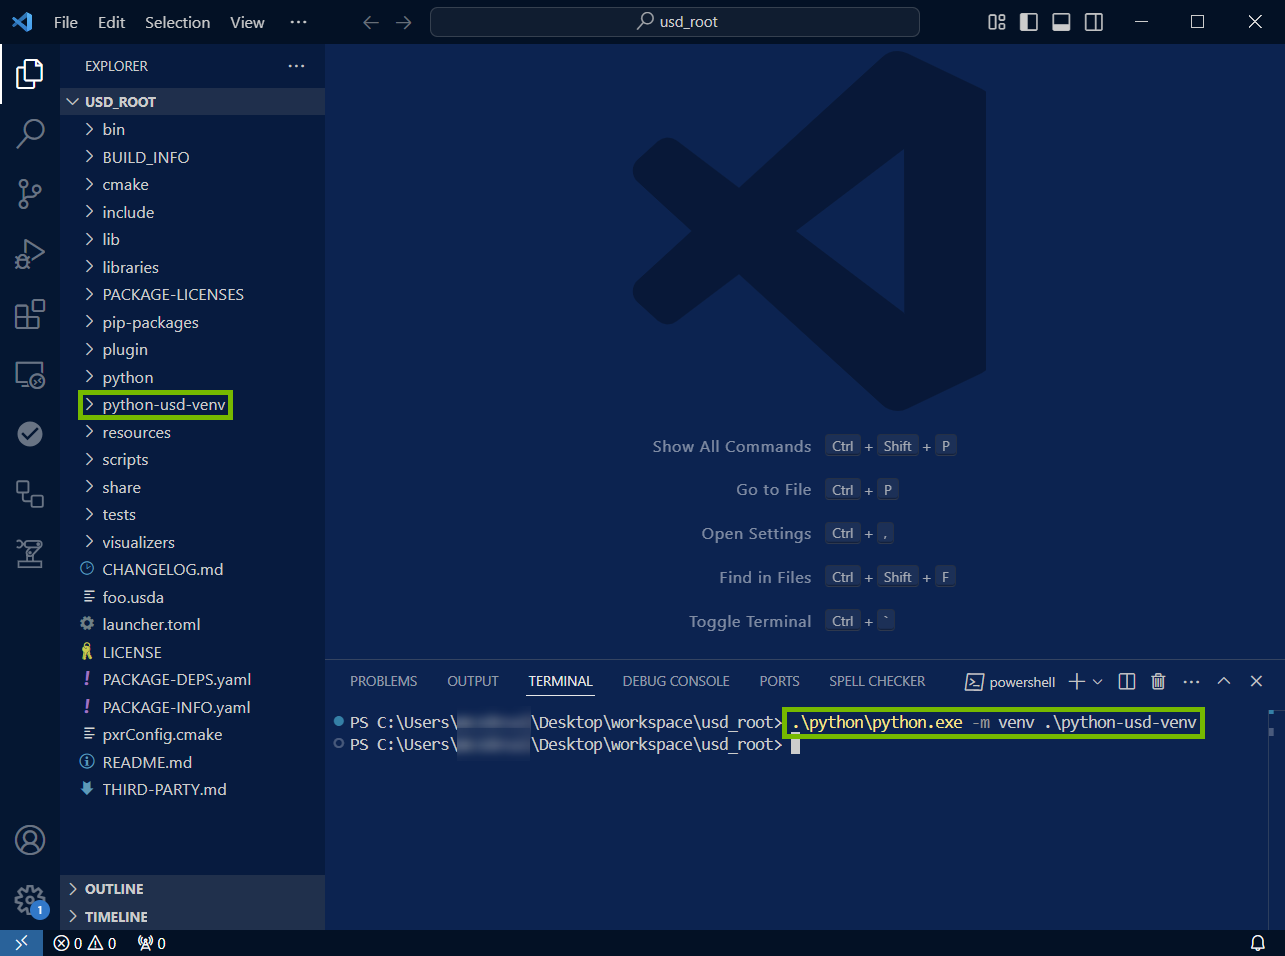 File Edit Selection View ··· usd_root
EXPLORER ···
USD_ROOT
bin
BUILD_INFO
cmake
include
lib
libraries
PACKAGE-LICENSES
pip-packages
plugin
python
python-usd-venv
resources
scripts
share
tests
visualizers
CHANGELOG.md
foo.usda
launcher.toml
LICENSE
PACKAGE-DEPS.yaml
PACKAGE-INFO.yaml
pxrConfig.cmake
README.md
THIRD-PARTY.md
OUTLINE
TIMELINE
Show All Commands Ctrl + Shift + P
Go to File Ctrl + P
Open Settings Ctrl + ,
Find in Files Ctrl + Shift + F
Toggle Terminal Ctrl + `
PROBLEMS OUTPUT TERMINAL DEBUG CONSOLE PORTS SPELL CHECKER powershell
PS C:\Users\ \Desktop\workspace\usd_root> .\python\python.exe -m venv .\python-usd-venv
PS C:\Users\ \Desktop\workspace\usd_root>
1
0 0 0